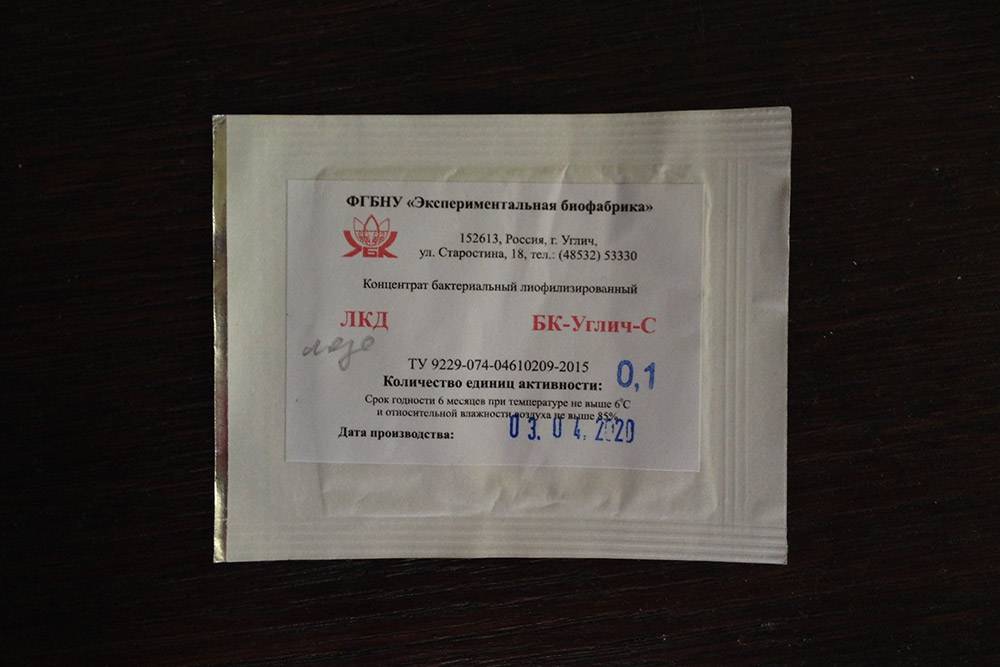 ФГБНУ «Экспериментальная биофабрика»
УБК
152613, Россия, г. Углич,
ул. Старостина, 18, тел.: (48532) 53330
Концентрат бактериальный лиофилизированный
ЛКД БК-Углич-С
ТУ 9229-074-04610209-2015
Количество единиц активности: 0,1
Срок годности 6 месяцев при температуре не выше 6°С
и относительной влажности воздуха не выше 85%
Дата производства: 03. 04. 2020